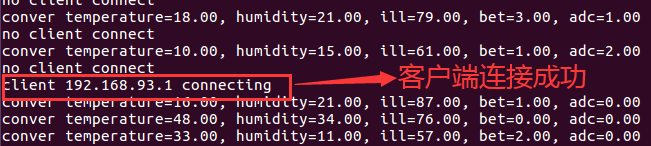 no client connect
conver temperature=18.00, humidity=21.00, ill=79.00, bet=3.00, adc=1.00
no client connect
conver temperature=10.00, humidity=15.00, ill=61.00, bet=1.00, adc=2.00
no client connect
client 192.168.93.1 connecting
客户端连接成功
conver temperature=16.00, humidity=21.00, ill=87.00, bet=1.00, adc=0.00
conver temperature=48.00, humidity=34.00, ill=76.00, bet=0.00, adc=0.00
conver temperature=33.00, humidity=11.00, ill=57.00, bet=2.00, adc=0.00